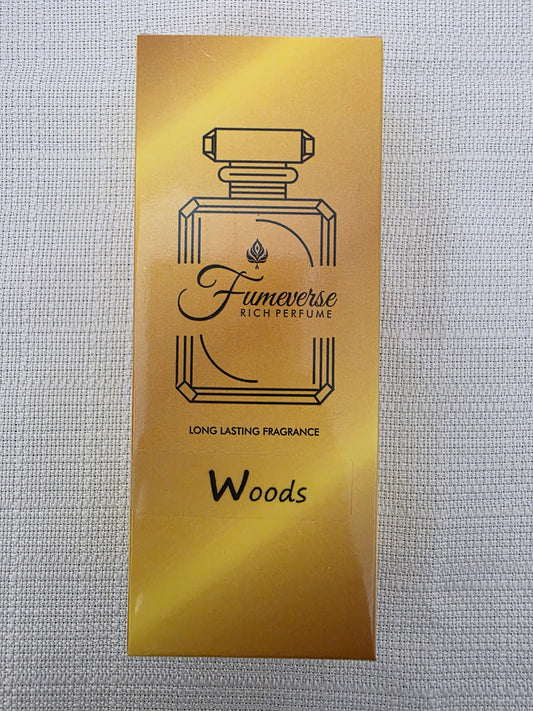 Fumeverse
RICH PERFUME
LONG LASTING FRAGRANCE
Woods